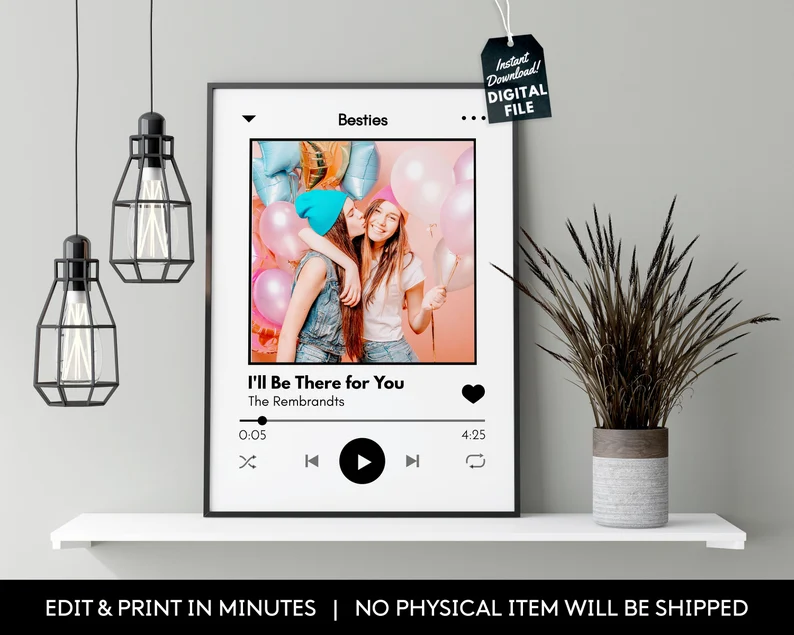 Instant
Download!
DIGITAL
FILE
Besties
I'll Be There for You
The Rembrandts
0:05 4:25
EDIT & PRINT IN MINUTES | NO PHYSICAL ITEM WILL BE SHIPPED